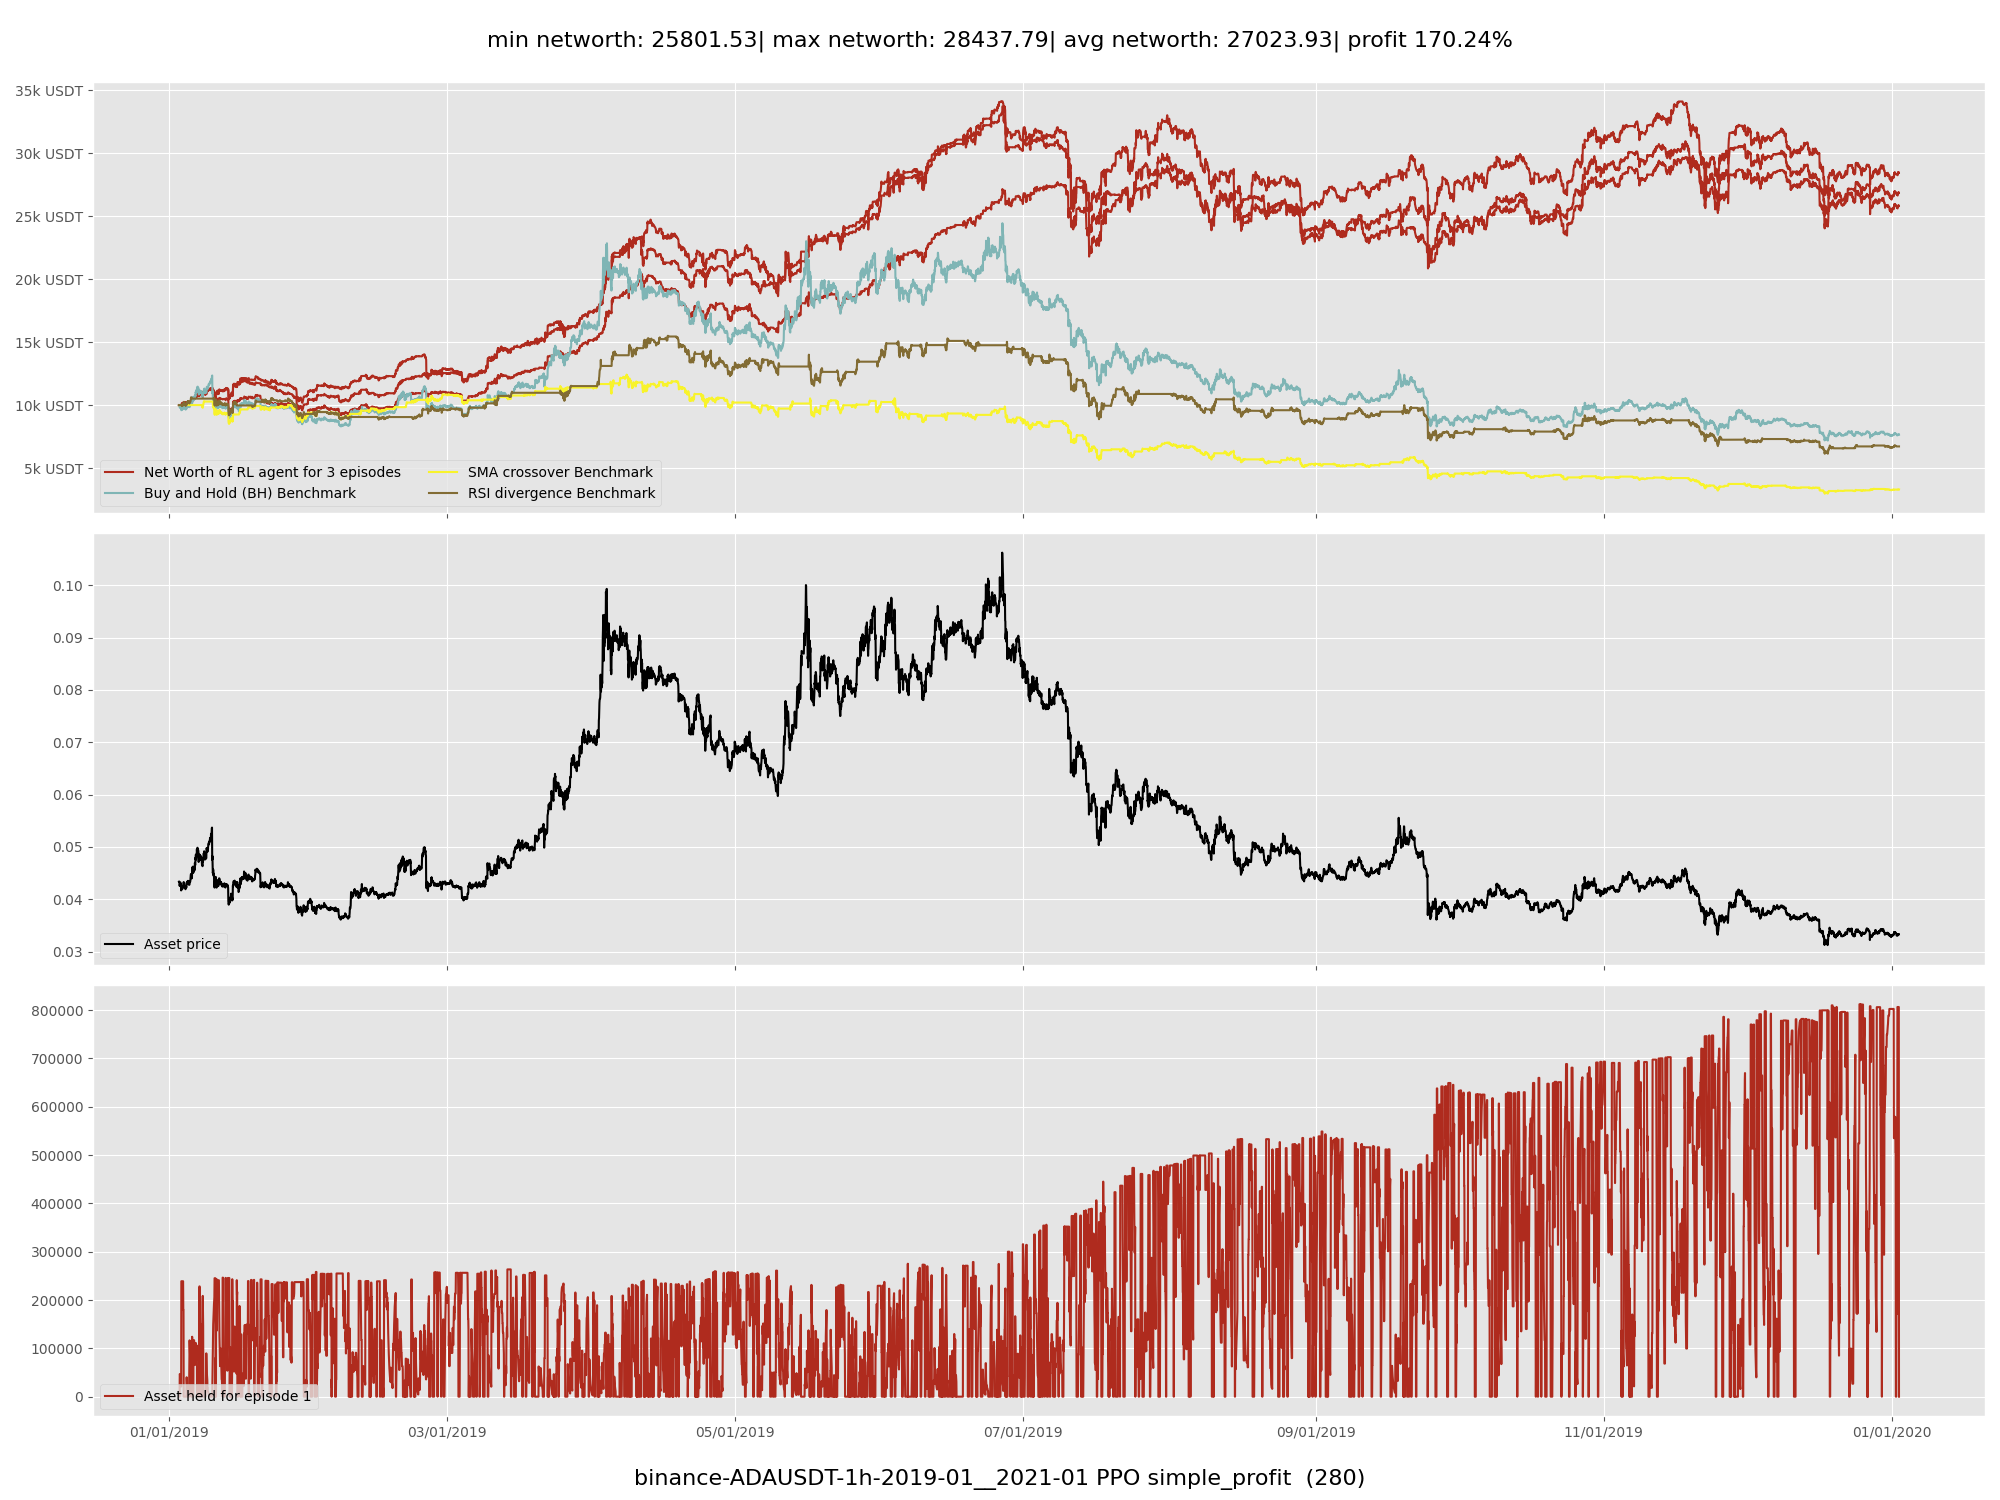 min networth: 25801.53| max networth: 28437.79| avg networth: 27023.93| profit 170.24%
35k USDT
30k USDT
25k USDT
20k USDT
15k USDT
10k USDT
5k USDT
Net Worth of RL agent for 3 episodes
Buy and Hold (BH) Benchmark
SMA crossover Benchmark
RSI divergence Benchmark
0.10
0.09
0.08
0.07
0.06
0.05
0.04
0.03
Asset price
800000
700000
600000
500000
400000
300000
200000
100000
0
Asset held for episode 1
01/01/2019 03/01/2019 05/01/2019 07/01/2019 09/01/2019 11/01/2019 01/01/2020
binance-ADAUSDT-1h-2019-01__2021-01 PPO simple_profit (280)